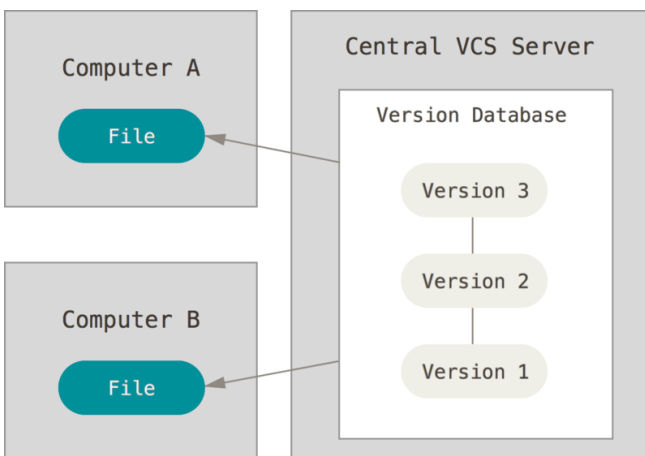 Computer A
File
Computer B
File
Central VCS Server
Version Database
Version 3
Version 2
Version 1